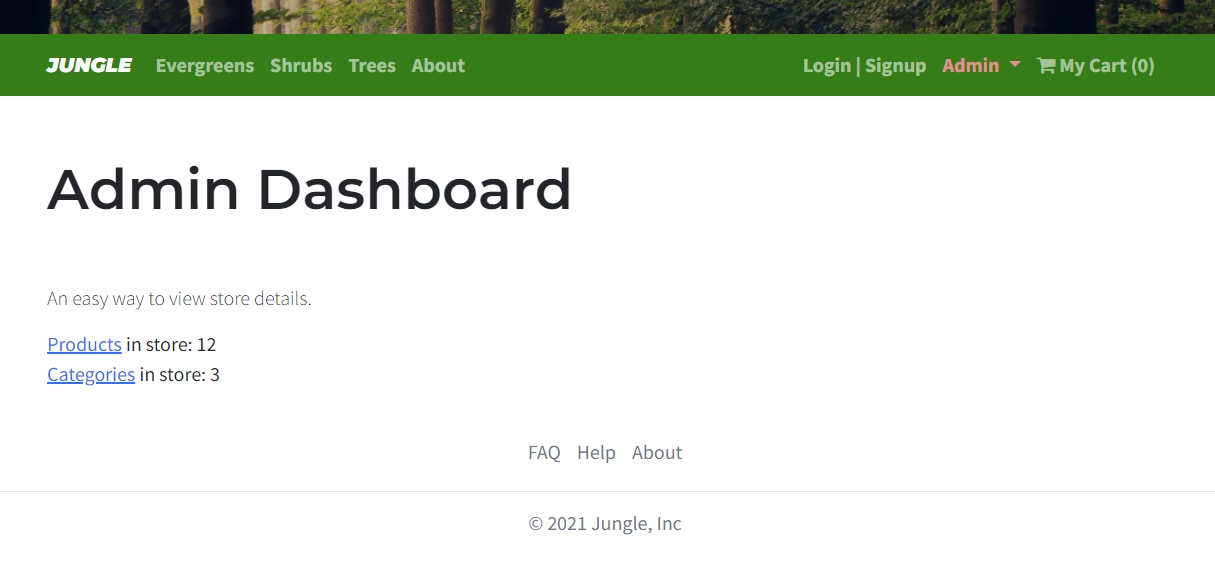 JUNGLE Evergreens Shrubs Trees About Login | Signup Admin My Cart (0)
Admin Dashboard
An easy way to view store details.
Products in store: 12
Categories in store: 3
FAQ Help About
© 2021 Jungle, Inc